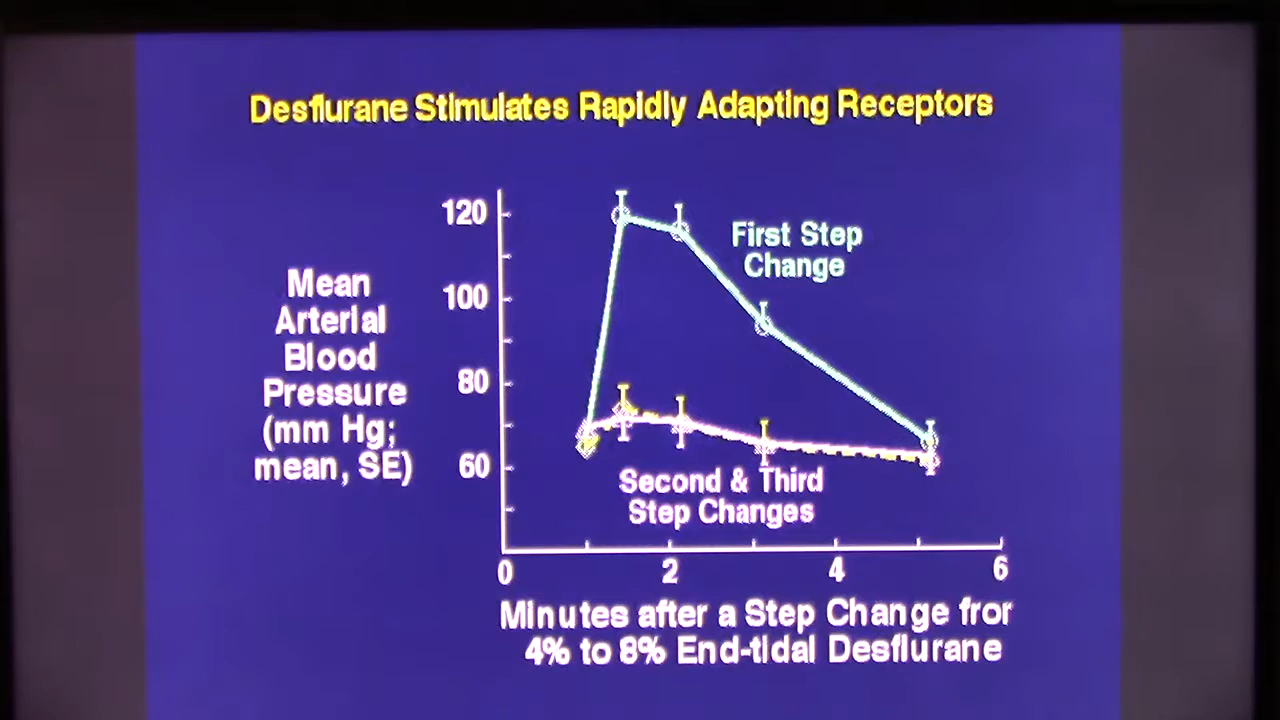 Desflurane Stimulates Rapidly Adapting Receptors
120
100
80
60
Mean
Arterial
Blood
Pressure
(mm Hg;
mean, SE)
First Step
Change
Second & Third
Step Changes
0 2 4 6
Minutes after a Step Change fror
4% to 8% End-tidal Desflurane